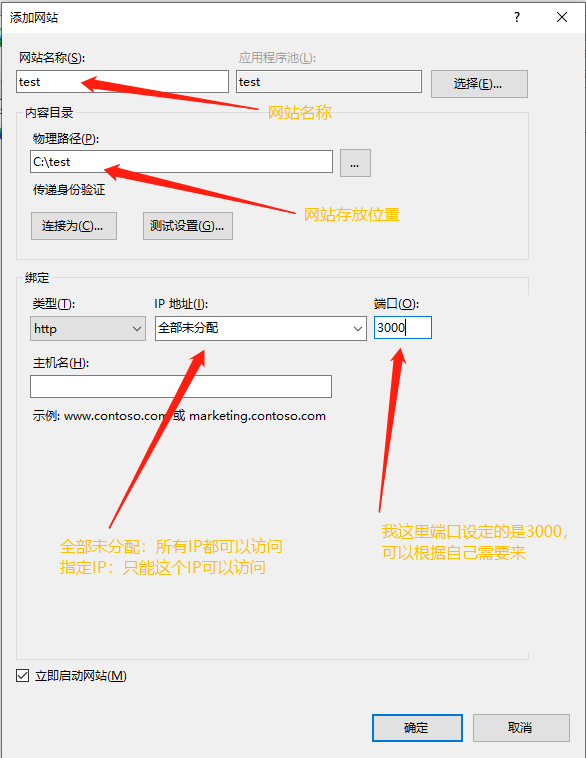 添加网站
网站名称(S):
应用程序池(L):
test
test
选择(E)...
网站名称
内容目录
物理路径(P):
C:\test
...
传递身份验证
网站存放位置
连接为(C)...
测试设置(G)...
绑定
类型(T):
IP 地址(I):
端口(O):
http
全部未分配
3000
主机名(H):
示例: www.contoso.com 或 marketing.contoso.com
我这里端口设定的是3000,
可以根据自己需要来
全部未分配：所有IP都可以访问
指定IP：只能这个IP可以访问
立即启动网站(M)
确定
取消